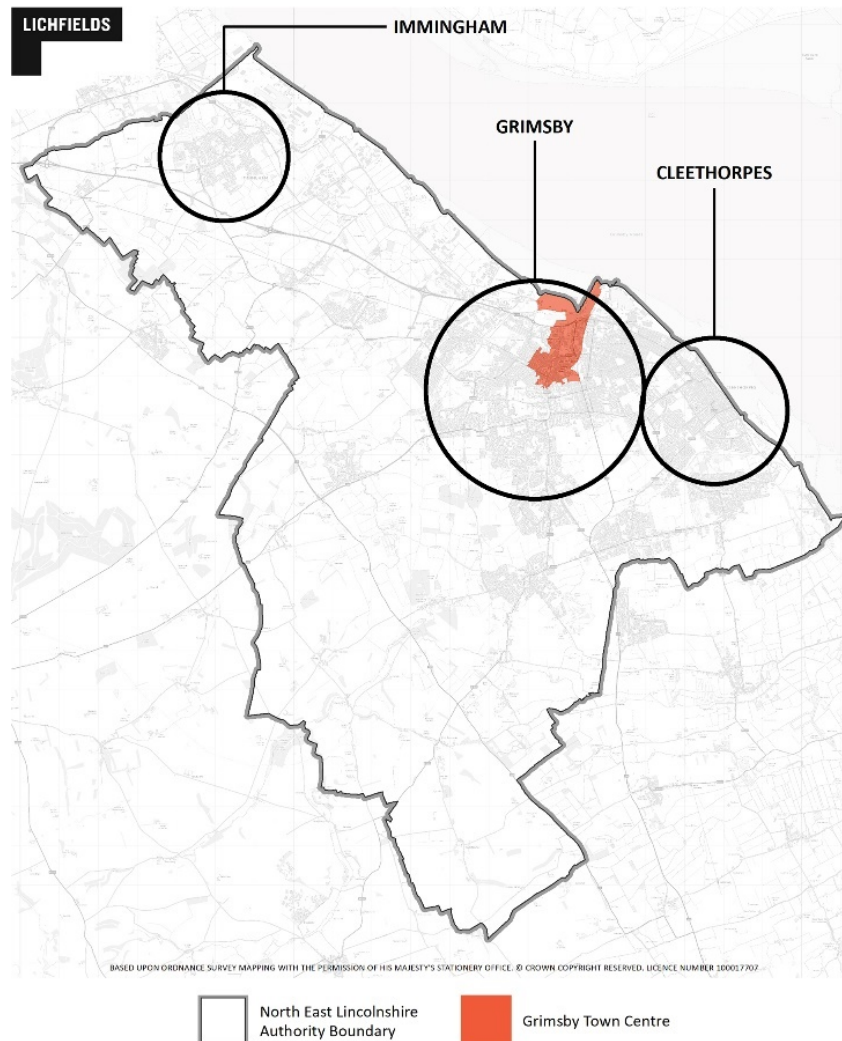 LICHFIELDS
IMMINGHAM
GRIMSBY
CLEETHORPES
BASED UPON ORDNANCE SURVEY MAPPING WITH THE PERMISSION OF HIS MAJESTY'S STATIONERY OFFICE. © CROWN COPYRIGHT RESERVED. LICENCE NUMBER 100017707
North East Lincolnshire
Authority Boundary
Grimsby Town Centre